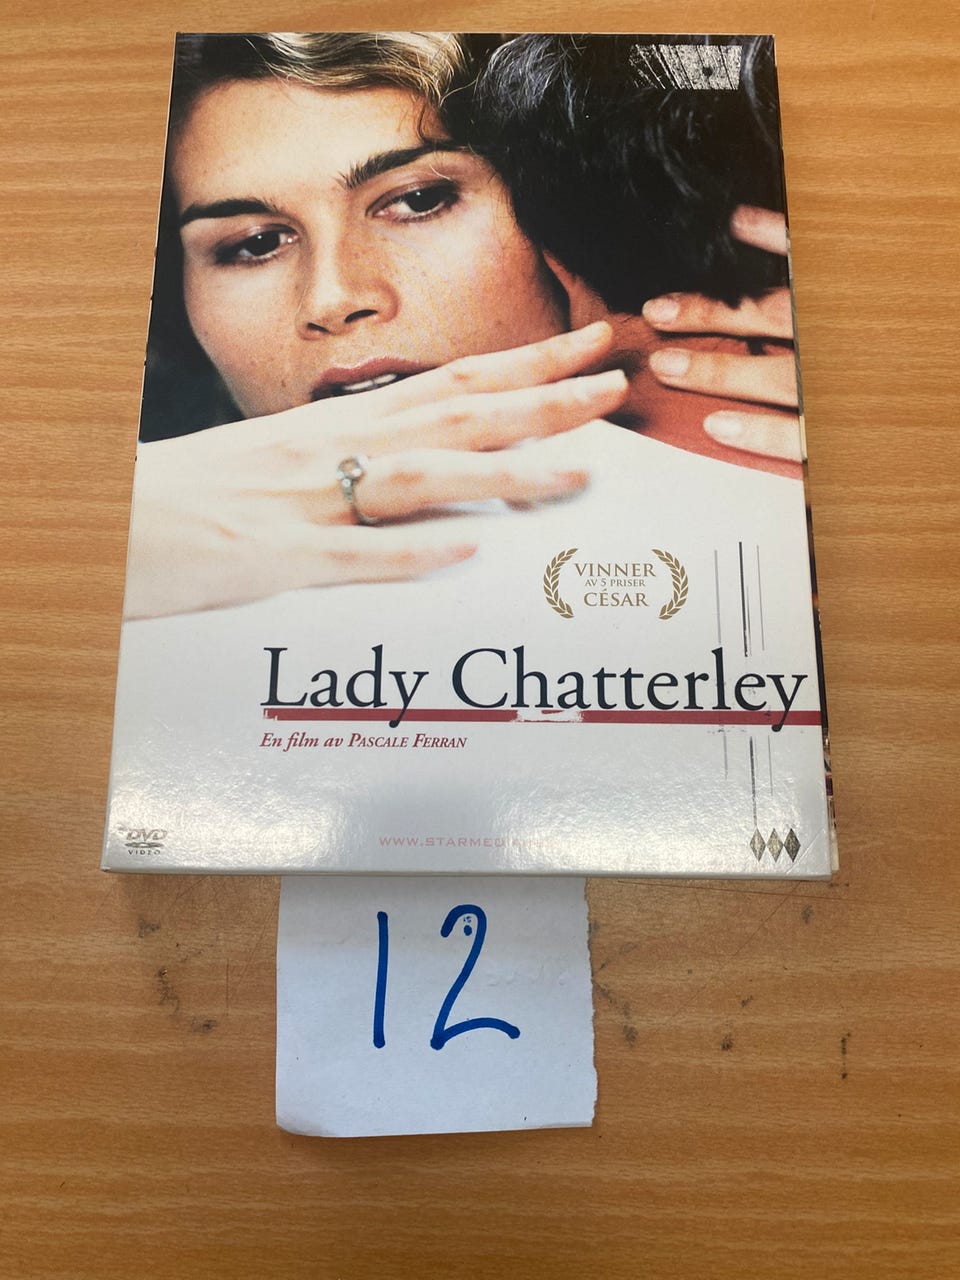 VINNER
AV 5 PRISER
CÉSAR
Lady Chatterley
En film av PASCALE FERRAN
DVD
VIDEO
12